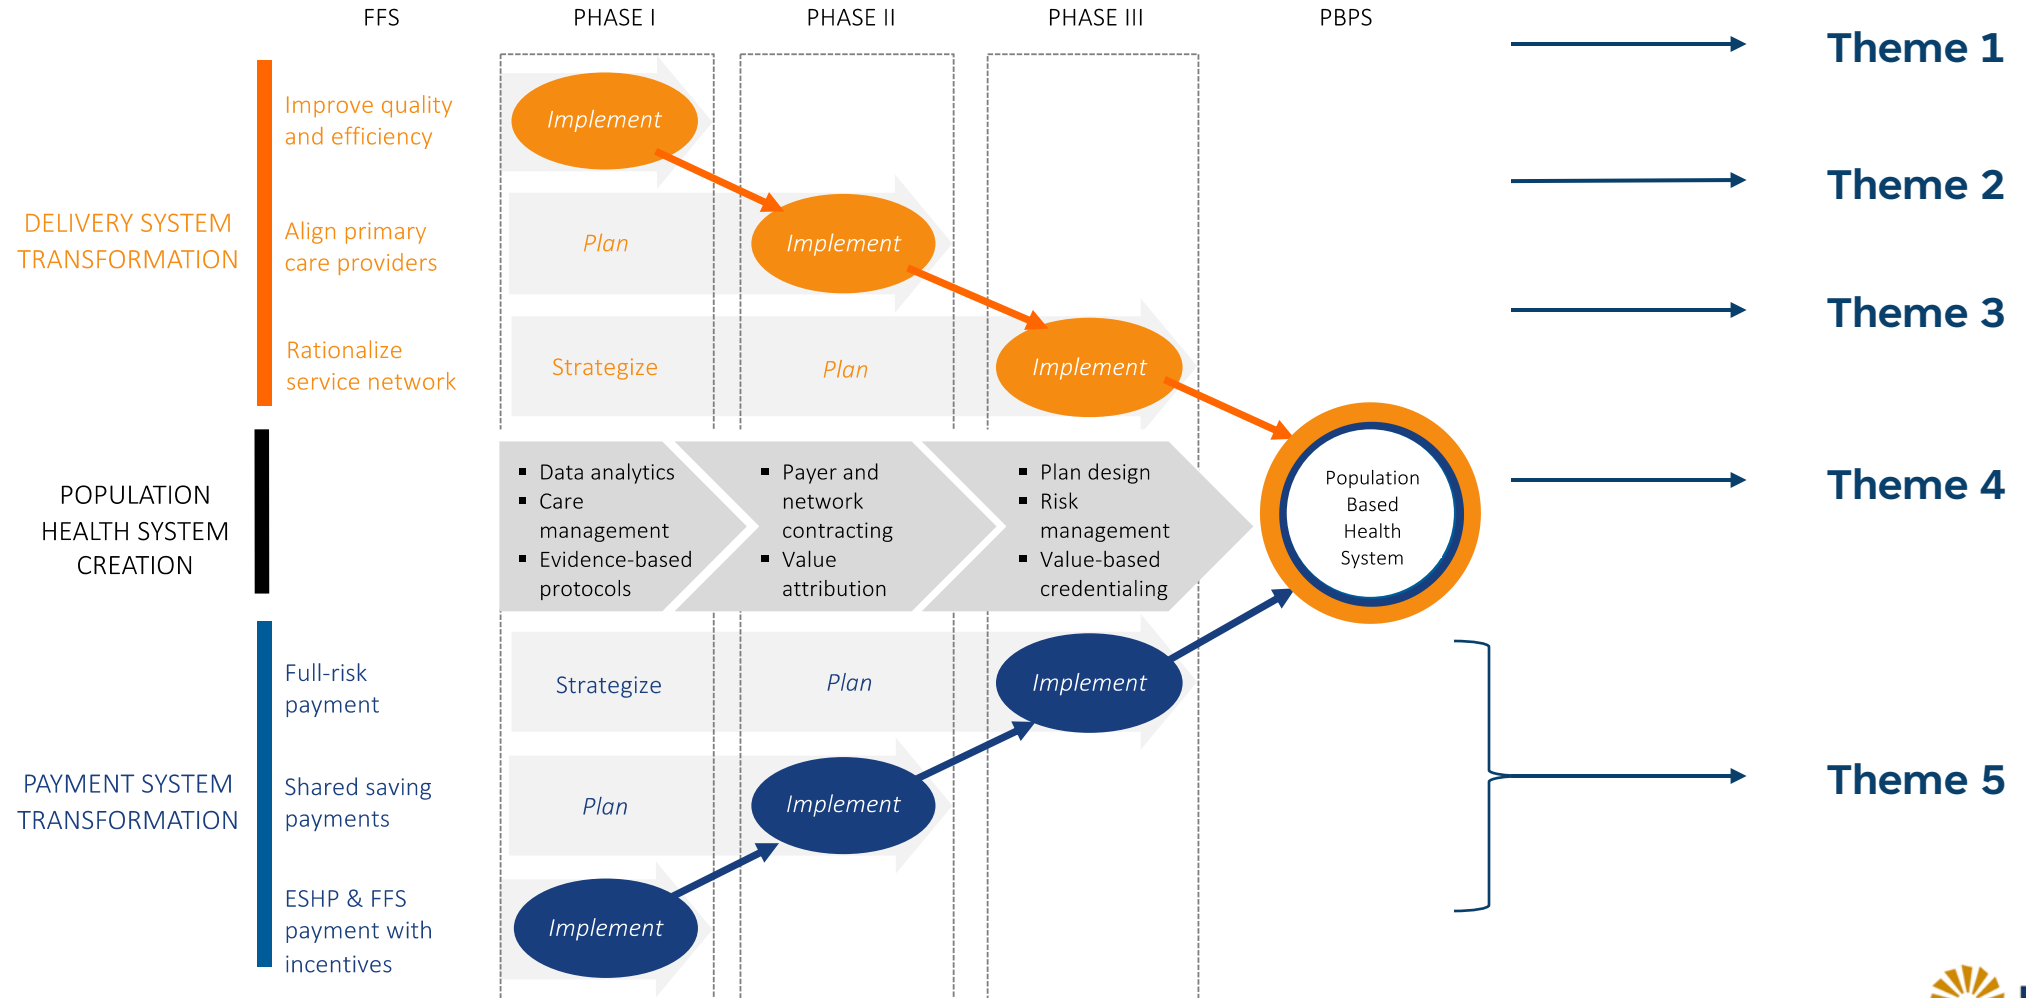 FFS
PHASE I
PHASE II
PHASE III
PBPS
Theme 1
Improve quality
and efficiency
Implement
Theme 2
DELIVERY SYSTEM
TRANSFORMATION
Align primary
care providers
Plan
Implement
Theme 3
Rationalize
service network
Strategize
Plan
Implement
POPULATION
HEALTH SYSTEM
CREATION
▪ Data analytics
▪ Care
management
▪ Evidence-based
protocols
▪ Payer and
network
contracting
▪ Value
attribution
▪ Plan design
▪ Risk
management
▪ Value-based
credentialing
Population
Based
Health
System
Theme 4
Full-risk
payment
Strategize
Plan
Implement
PAYMENT SYSTEM
TRANSFORMATION
Shared saving
payments
Plan
Implement
Theme 5
ESHP & FFS
payment with
incentives
Implement